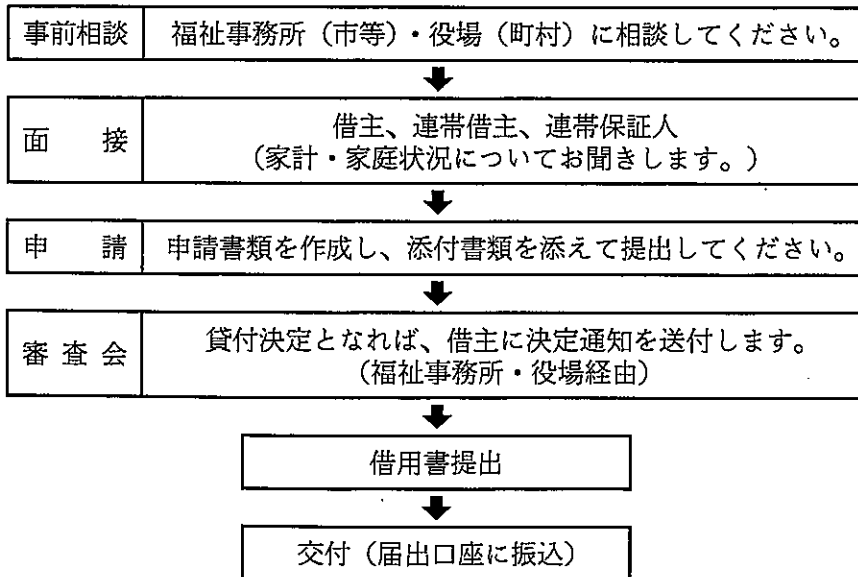 事前相談 福祉事務所（市等）・役場（町村）に相談してください。
面接 借主、連帯借主、連帯保証人
（家計・家庭状況についてお聞きします。）
申請 申請書類を作成し、添付書類を添えて提出してください。
審査会 貸付決定となれば、借主に決定通知を送付します。
（福祉事務所・役場経由）
借用書提出
交付（届出口座に振込）